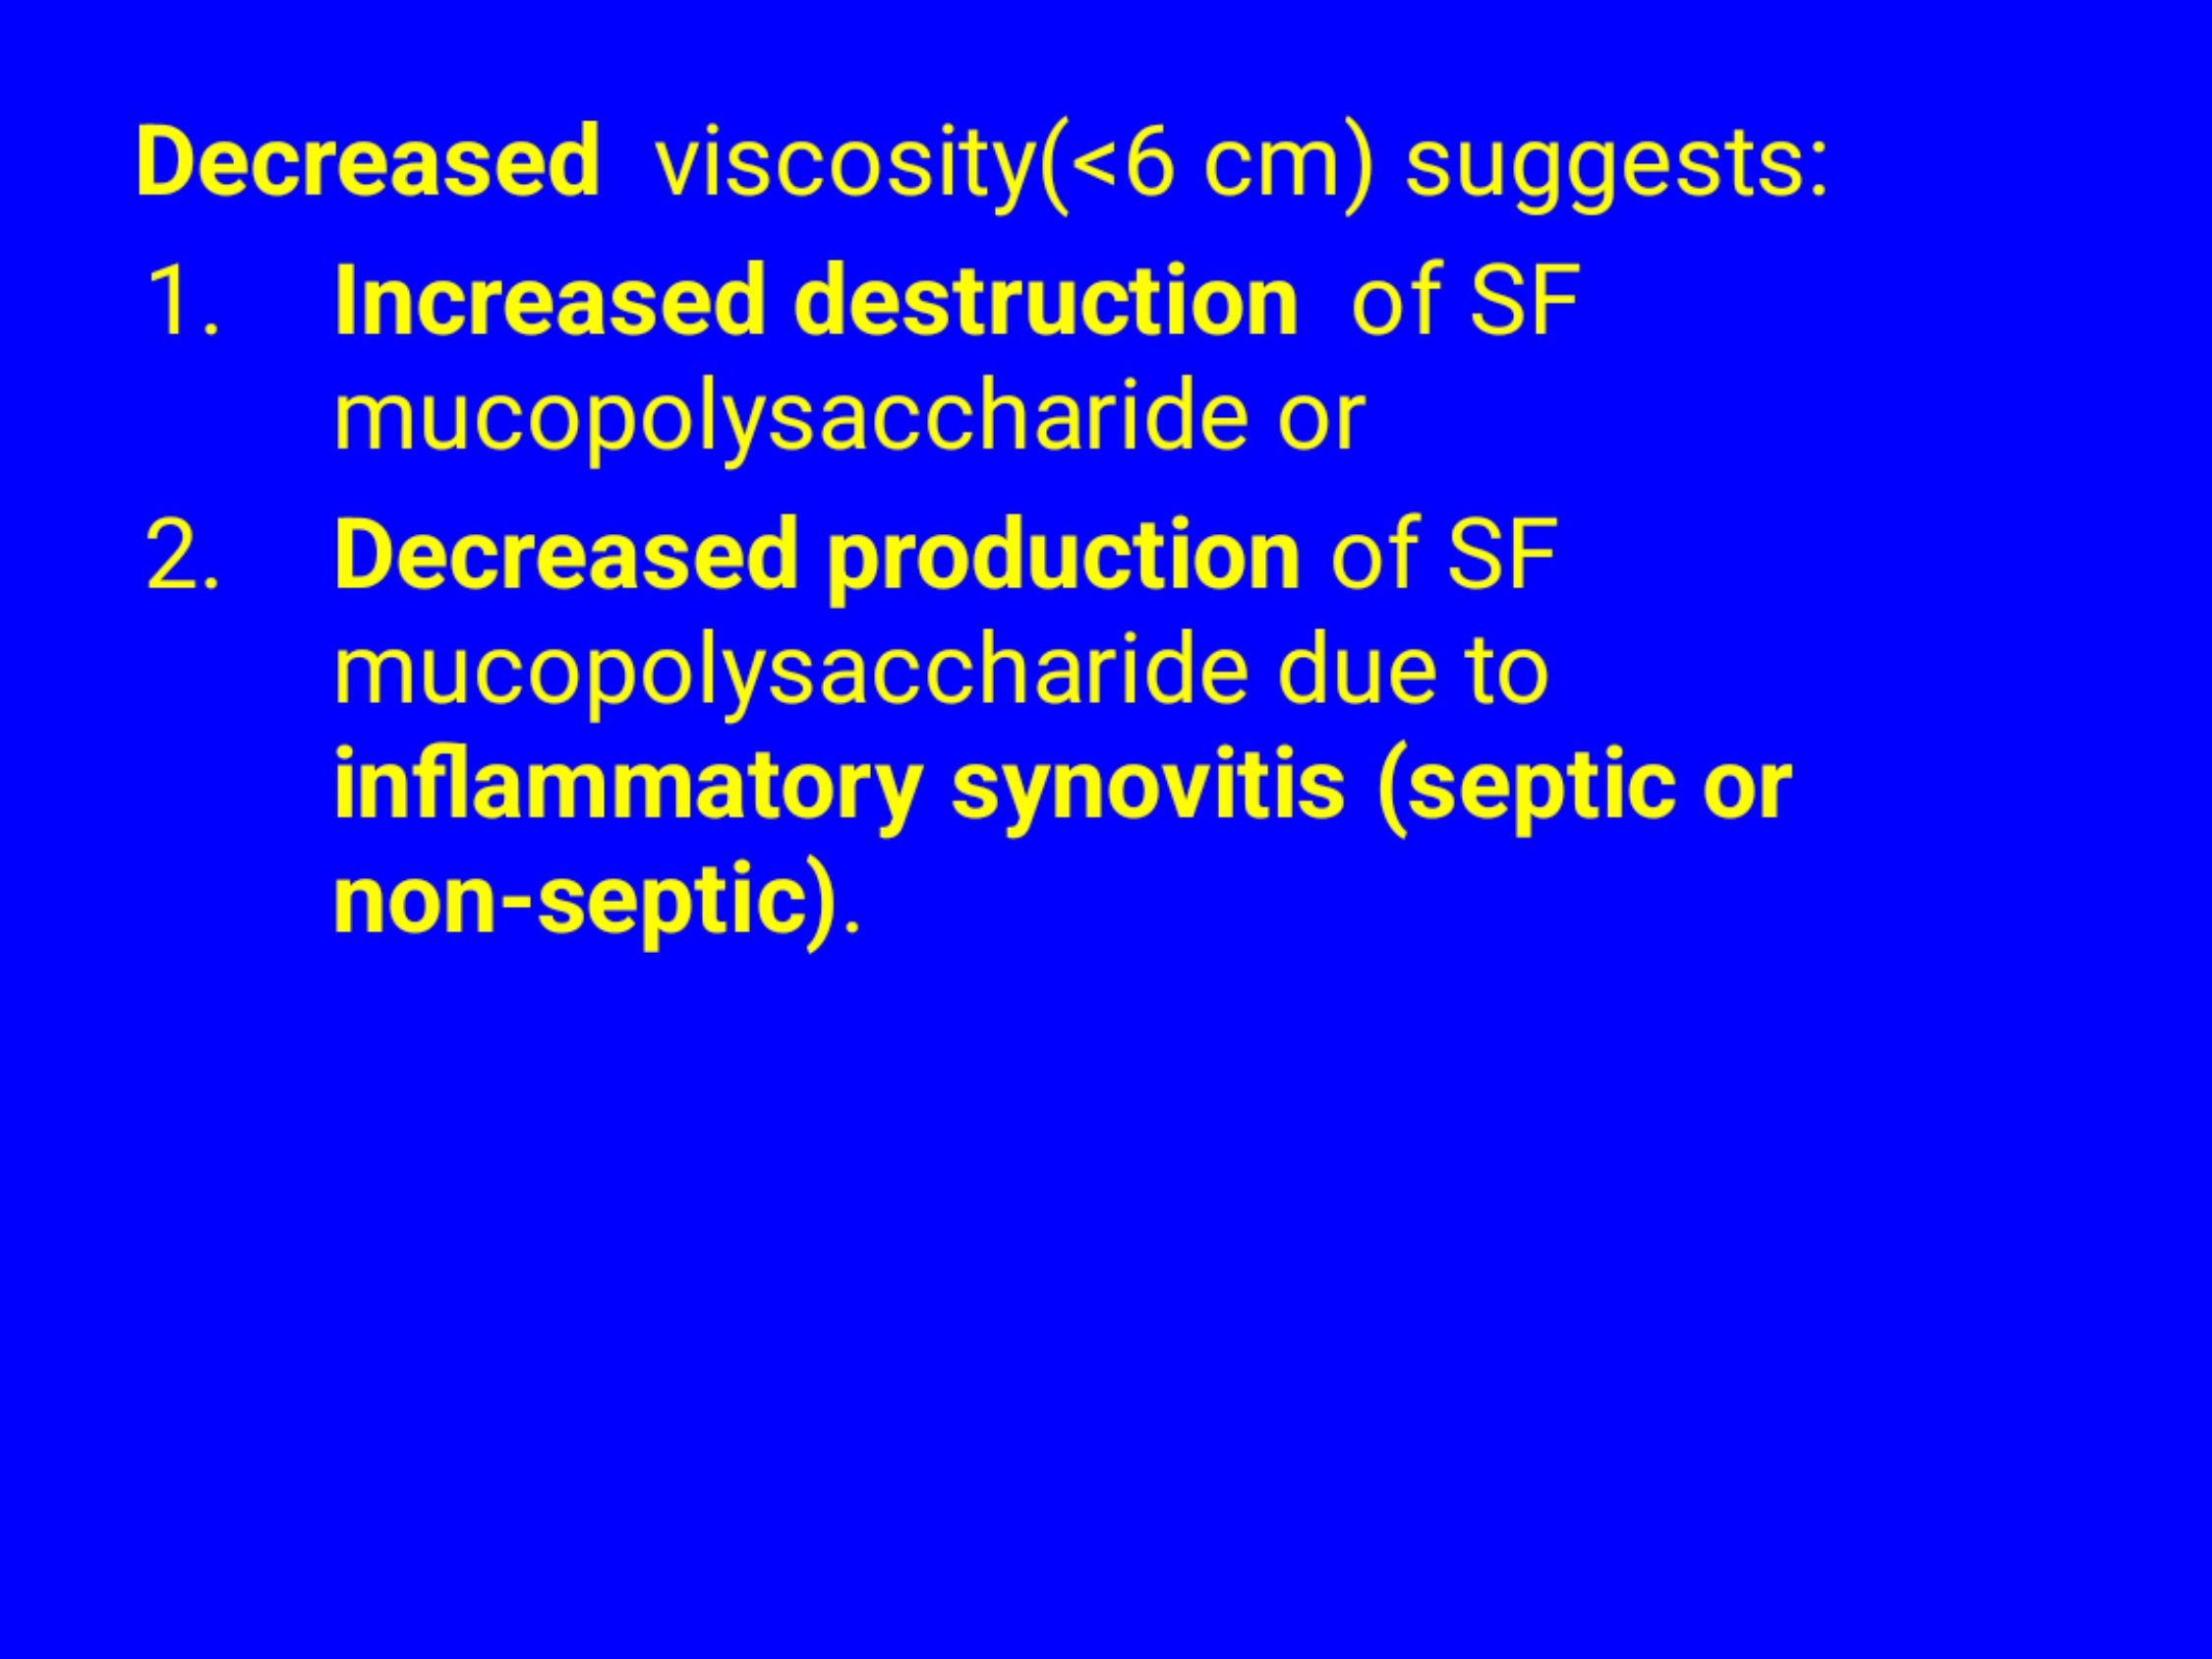 Decreased viscosity(<6 cm) suggests:
1. Increased destruction of SF
mucopolysaccharide or
2. Decreased production of SF
mucopolysaccharide due to
inflammatory synovitis (septic or
non-septic).